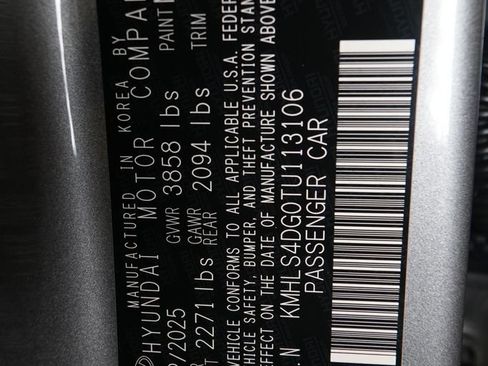 MANUFACTURED IN KOREA BY
HYUNDAI MOTOR COMPA
/2025 GVWR 3858 lbs PAINT
T 2271 lbs GAWR REAR 2094 lbs TRIM
VEHICLE CONFORMS TO ALL APPLICABLE U.S.A. FEDER
VEHICLE SAFETY, BUMPER, AND THEFT PREVENTION STAN
EFFECT ON THE DATE OF MANUFACTURE SHOWN ABOVE
.N KMHLS4DG0TU113106
PASSENGER CAR